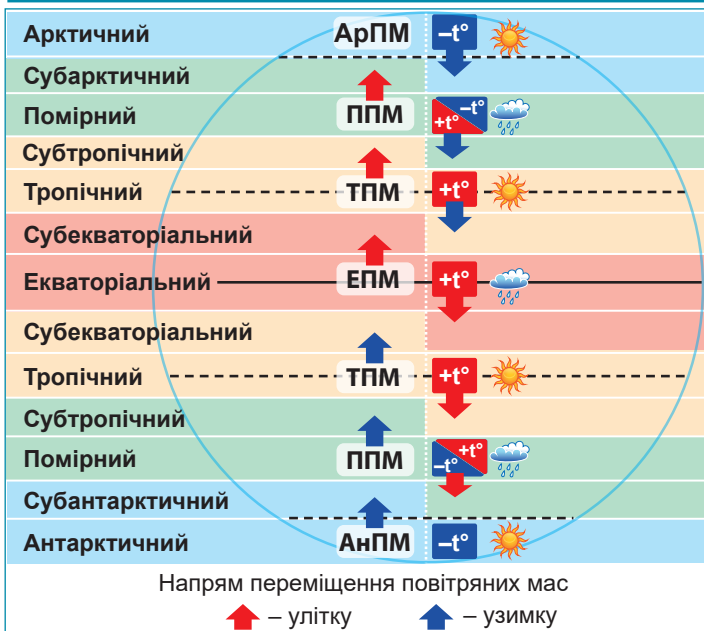 Арктичний АрПМ –t°
Субарктичний
Помірний ППМ +t° –t°
Субтропічний
Тропічний ТПМ +t°
Субекваторіальний
Екваторіальний ЕПМ +t°
Субекваторіальний
Тропічний ТПМ +t°
Субтропічний
Помірний ППМ –t° +t°
Субантарктичний
Антарктичний АнПМ –t°
Напрям переміщення повітряних мас
– улітку – узимку